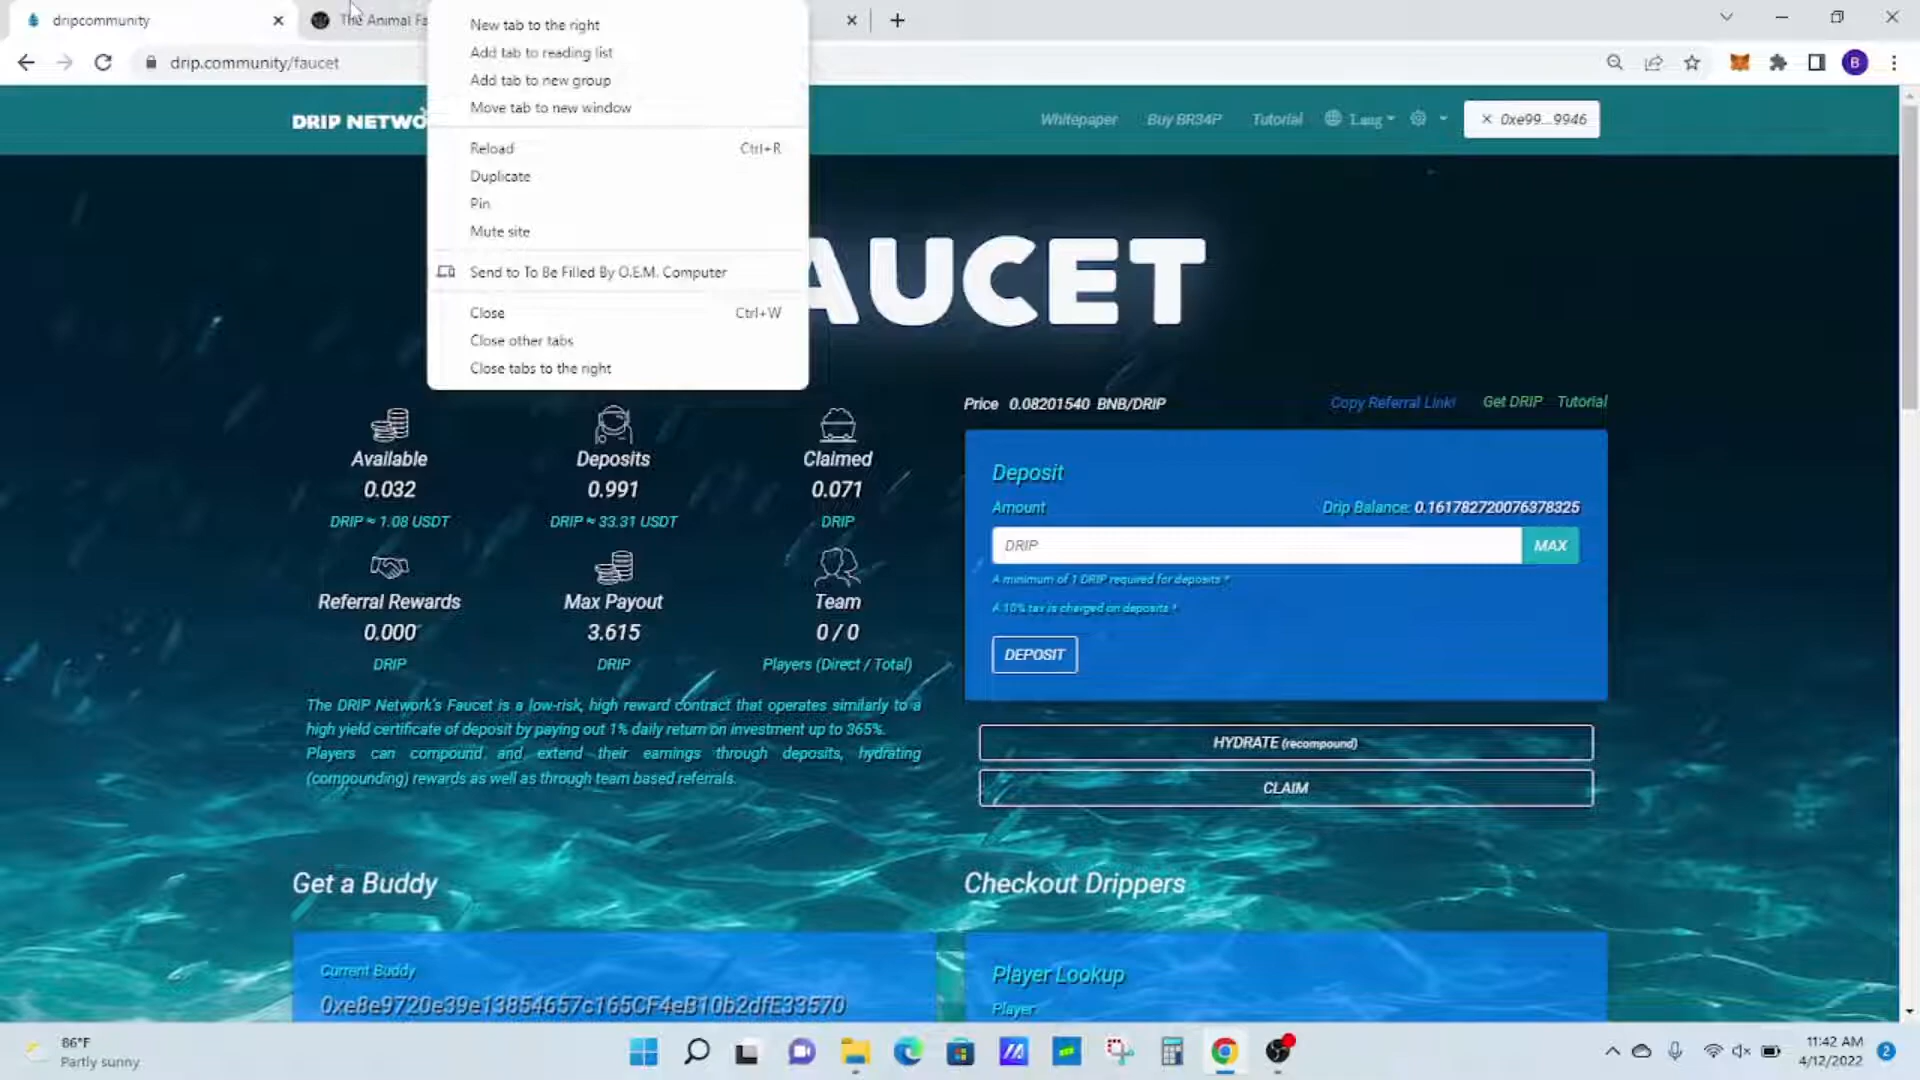 dripcommunity
The Animal Fa
drip.community/faucet
B
New tab to the right
Add tab to reading list
Add tab to new group
Move tab to new window
Reload Ctrl+R
Duplicate
Pin
Mute site
Send to To Be Filled By O.E.M. Computer
Close Ctrl+W
Close other tabs
Close tabs to the right
DRIP NETWO
Whitepaper Buy BR34P Tutorial Lang 0xe99...9946
AUCET
Available
0.032
DRIP ≈ 1.08 USDT
Deposits
0.991
DRIP ≈ 33.31 USDT
Claimed
0.071
DRIP
Referral Rewards
0.000
DRIP
Max Payout
3.615
DRIP
Team
0 / 0
Players (Direct / Total)
The DRIP Network's Faucet is a low-risk, high reward contract that operates similarly to a
high yield certificate of deposit by paying out 1% daily return on investment up to 365%.
Players can compound and extend their earnings through deposits, hydrating
(compounding) rewards as well as through team based referrals.
Price 0.08201540 BNB/DRIP
Copy Referral Link! Get DRIP Tutorial
Deposit
Amount Drip Balance: 0.161782720076378325
DRIP MAX
A minimum of 1 DRIP required for deposits *
A 10% tax is charged on deposits *
DEPOSIT
HYDRATE (recompound)
CLAIM
Get a Buddy
Current Buddy
0xe8e9720e39e13854657c165CF4eB10b2dfE33570
Checkout Drippers
Player Lookup
Player
86°F
Partly sunny
11:42 AM
4/12/2022
2